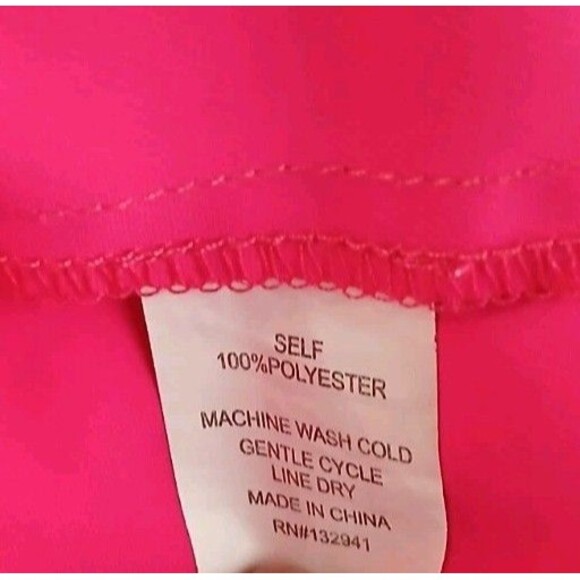 SELF
100%POLYESTER
MACHINE WASH COLD
GENTLE CYCLE
LINE DRY
MADE IN CHINA
RN#132941